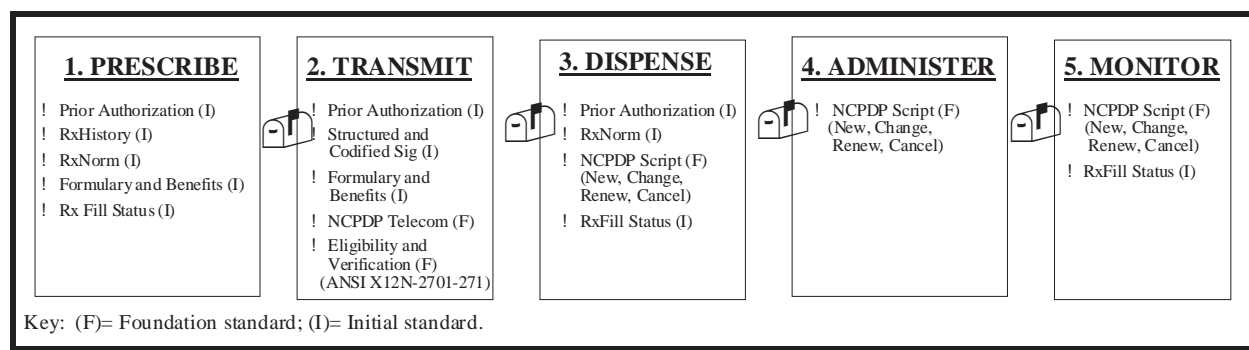 1. PRESCRIBE
! Prior Authorization (I)
! RxHistory (I)
! RxNorm (I)
! Formulary and Benefits (I)
! Rx Fill Status (I)
2. TRANSMIT
! Prior Authorization (I)
! Structured and
Codified Sig (I)
! Formulary and
Benefits (I)
! NCPDP Telecom (F)
! Eligibility and
Verification (F)
(ANSI X12N-2701-271)
3. DISPENSE
! Prior Authorization (I)
! RxNorm (I)
! NCPDP Script (F)
(New, Change,
Renew, Cancel)
! RxFill Status (I)
4. ADMINISTER
! NCPDP Script (F)
(New, Change,
Renew, Cancel)
5. MONITOR
! NCPDP Script (F)
(New, Change,
Renew, Cancel)
! RxFill Status (I)
Key: (F)= Foundation standard; (I)= Initial standard.